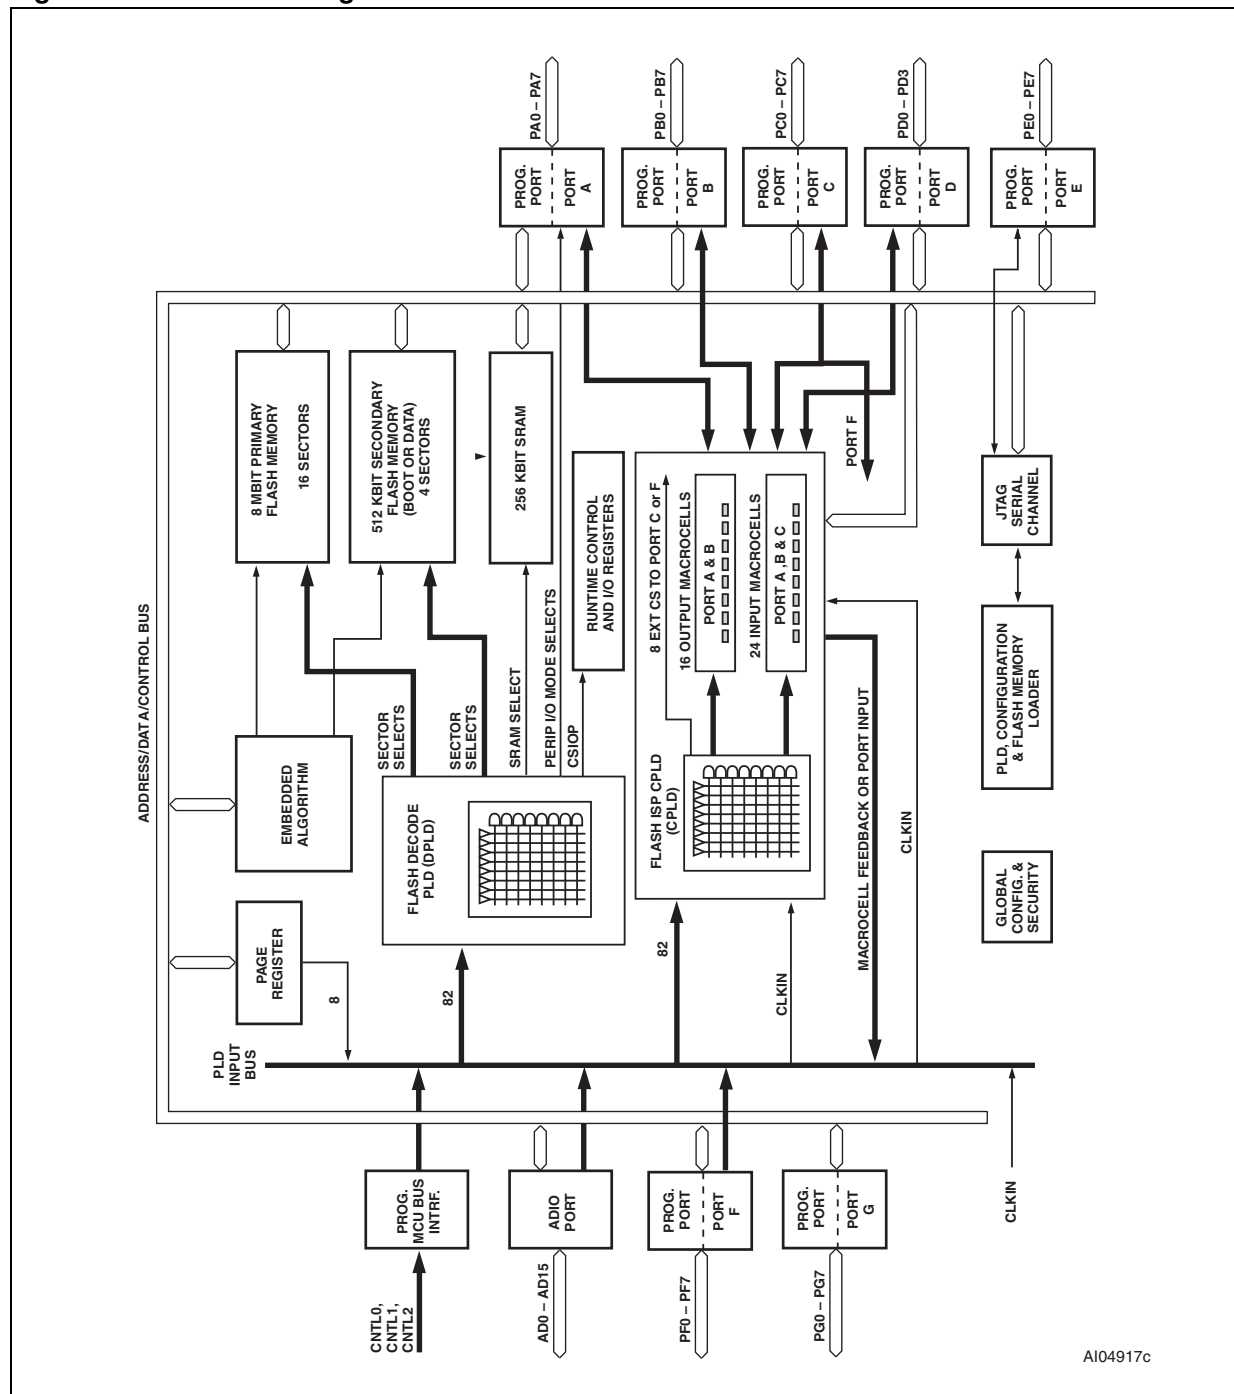 PA0 – PA7
PB0 – PB7
PC0 – PC7
PD0 – PD3
PE0 – PE7
PROG.
PORT
PORT
A
PROG.
PORT
PORT
B
PROG.
PORT
PORT
C
PROG.
PORT
PORT
D
PROG.
PORT
PORT
E
ADDRESS/DATA/CONTROL BUS
8 MBIT PRIMARY
FLASH MEMORY
16 SECTORS
512 KBIT SECONDARY
FLASH MEMORY
(BOOT OR DATA)
4 SECTORS
256 KBIT SRAM
RUNTIME CONTROL
AND I/O REGISTERS
PORT F
JTAG
SERIAL
CHANNEL
8 EXT CS TO PORT C or F
16 OUTPUT MACROCELLS
PORT A & B
24 INPUT MACROCELLS
PORT A ,B & C
SECTOR
SELECTS
SECTOR
SELECTS
SRAM SELECT
PERIP I/O MODE SELECTS
CSIOP
EMBEDDED
ALGORITHM
FLASH DECODE
PLD (DPLD)
FLASH ISP CPLD
(CPLD)
PLD, CONFIGURATION
& FLASH MEMORY
LOADER
MACROCELL FEEDBACK OR PORT INPUT
CLKIN
GLOBAL
CONFIG. &
SECURITY
PAGE
REGISTER
8
82
82
CLKIN
PLD
INPUT
BUS
PROG.
MCU BUS
INTRF.
ADIO
PORT
PROG.
PORT
PORT
F
PROG.
PORT
PORT
G
CLKIN
CNTL0,
CNTL1,
CNTL2
AD0 – AD15
PF0 – PF7
PG0 – PG7
AI04917c